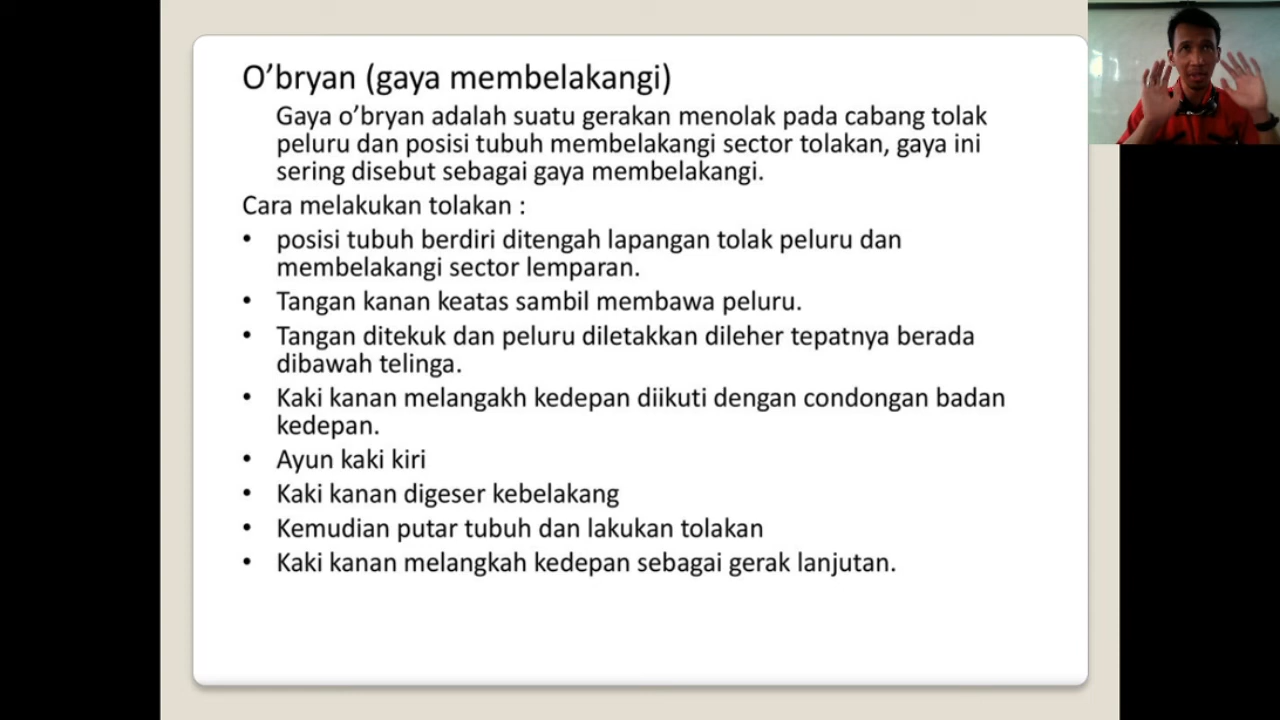 O’bryan (gaya membelakangi)
Gaya o’bryan adalah suatu gerakan menolak pada cabang tolak
peluru dan posisi tubuh membelakangi sector tolakan, gaya ini
sering disebut sebagai gaya membelakangi.
Cara melakukan tolakan :
• posisi tubuh berdiri ditengah lapangan tolak peluru dan
membelakangi sector lemparan.
• Tangan kanan keatas sambil membawa peluru.
• Tangan ditekuk dan peluru diletakkan dileher tepatnya berada
dibawah telinga.
• Kaki kanan melangakh kedepan diikuti dengan condongan badan
kedepan.
• Ayun kaki kiri
• Kaki kanan digeser kebelakang
• Kemudian putar tubuh dan lakukan tolakan
• Kaki kanan melangkah kedepan sebagai gerak lanjutan.